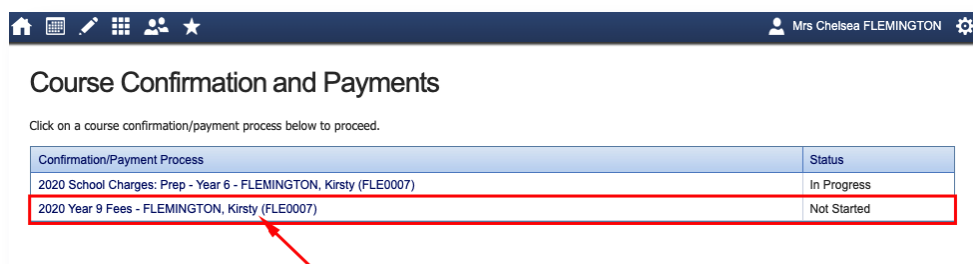 Mrs Chelsea FLEMINGTON
Course Confirmation and Payments
Click on a course confirmation/payment process below to proceed.
Confirmation/Payment Process Status
2020 School Charges: Prep - Year 6 - FLEMINGTON, Kirsty (FLE0007) In Progress
2020 Year 9 Fees - FLEMINGTON, Kirsty (FLE0007) Not Started